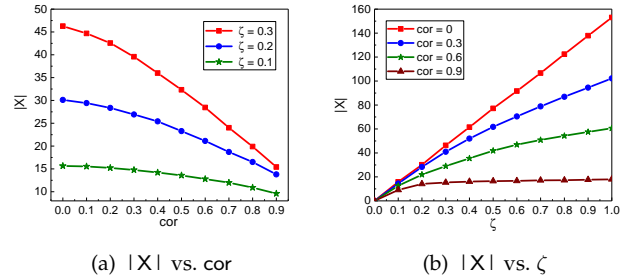 50
45
40
35
30
25
20
15
10
|X|
ζ = 0.3
ζ = 0.2
ζ = 0.1
0.0 0.1 0.2 0.3 0.4 0.5 0.6 0.7 0.8 0.9
cor
(a) |X| vs. cor
160
140
120
100
80
60
40
20
0
|X|
cor = 0
cor = 0.3
cor = 0.6
cor = 0.9
0.0 0.1 0.2 0.3 0.4 0.5 0.6 0.7 0.8 0.9 1.0
ζ
(b) |X| vs. ζ